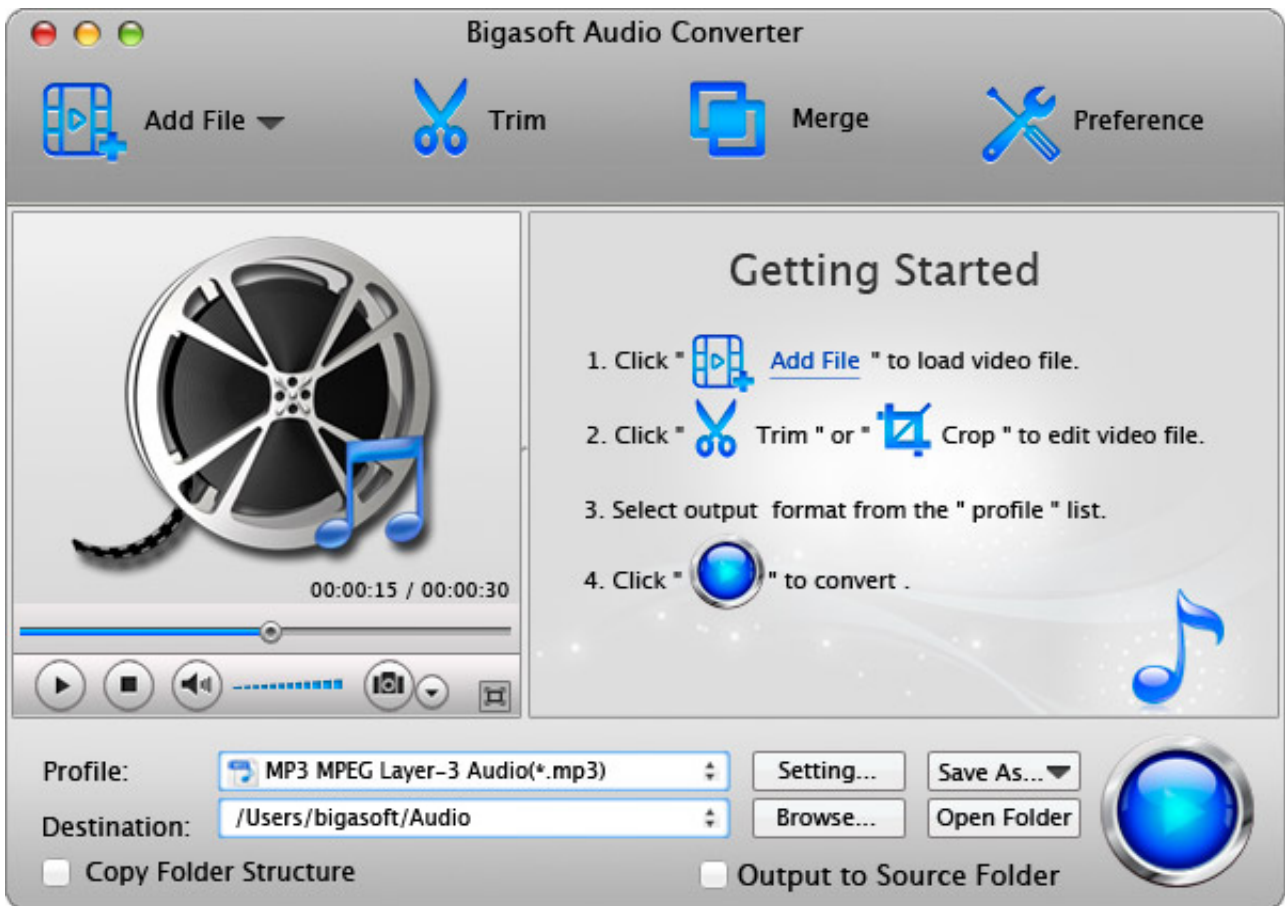 Bigasoft Audio Converter
Add File
Trim
Merge
Preference
00:00:15 / 00:00:30
Getting Started
1. Click " Add File " to load video file.
2. Click " Trim " or " Crop " to edit video file.
3. Select output  format from the " profile " list.
4. Click " " to convert .
Profile:
MP3 MPEG Layer-3 Audio(*.mp3)
Setting...
Save As...
Destination:
/Users/bigasoft/Audio
Browse...
Open Folder
Copy Folder Structure
Output to Source Folder